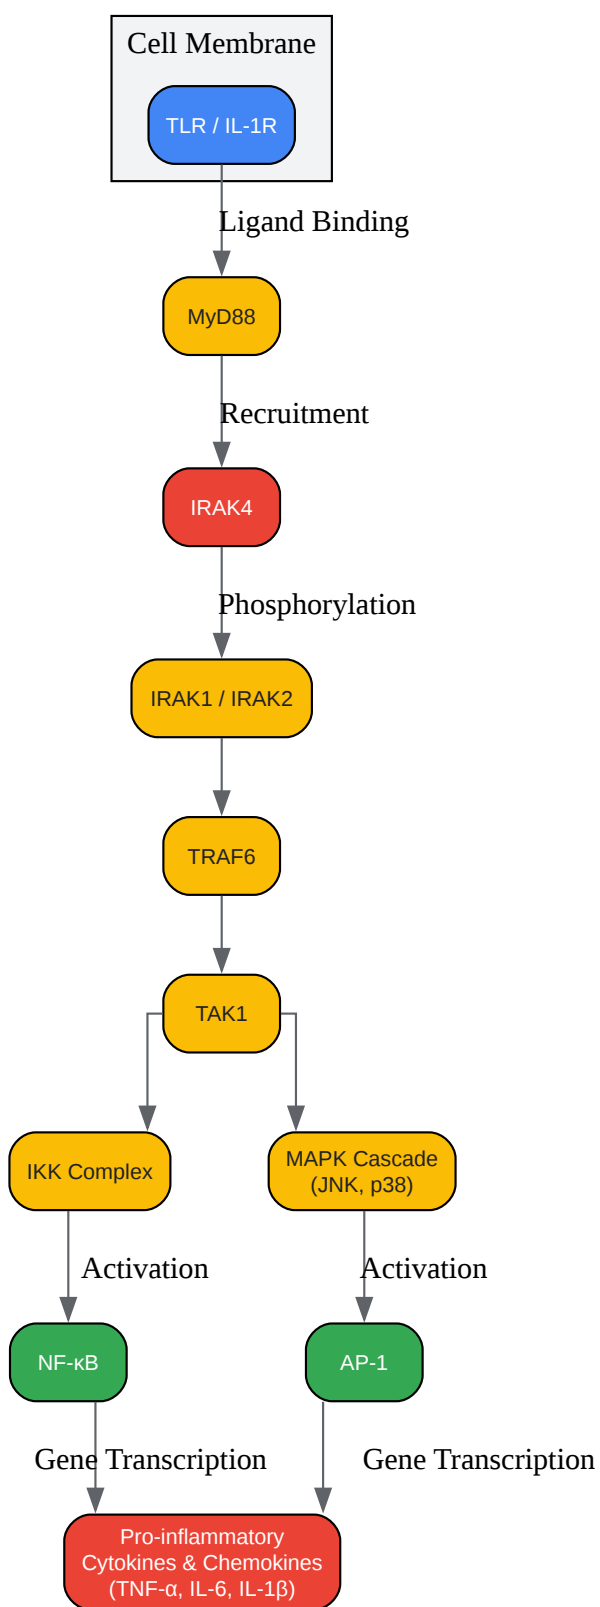 Cell Membrane
TLR / IL-1R
Ligand Binding
MyD88
Recruitment
IRAK4
Phosphorylation
IRAK1 / IRAK2
TRAF6
TAK1
IKK Complex
MAPK Cascade
(JNK, p38)
Activation
Activation
NF-κB
AP-1
Gene Transcription
Gene Transcription
Pro-inflammatory
Cytokines & Chemokines
(TNF-α, IL-6, IL-1β)